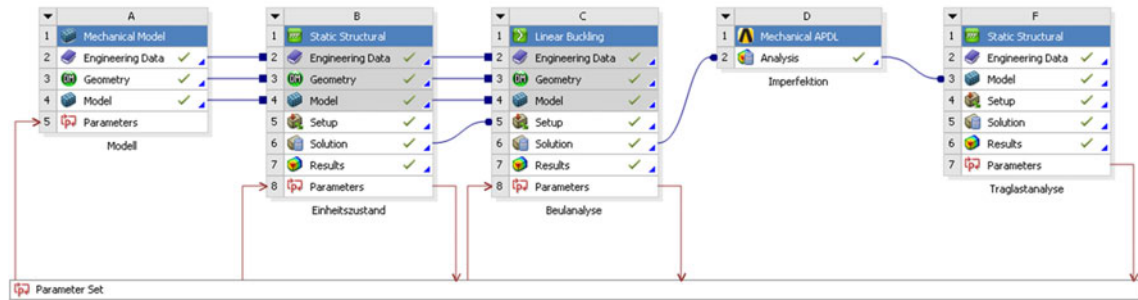 A
1 Mechanical Model
2 Engineering Data
3 Geometry
4 Model
5 Parameters
Modell
B
1 Static Structural
2 Engineering Data
3 Geometry
4 Model
5 Setup
6 Solution
7 Results
8 Parameters
Einheitszustand
C
1 Linear Buckling
2 Engineering Data
3 Geometry
4 Model
5 Setup
6 Solution
7 Results
8 Parameters
Beulanalyse
D
1 Mechanical APDL
2 Analysis
Imperfektion
F
1 Static Structural
2 Engineering Data
3 Model
4 Setup
5 Solution
6 Results
7 Parameters
Traglastanalyse
Parameter Set